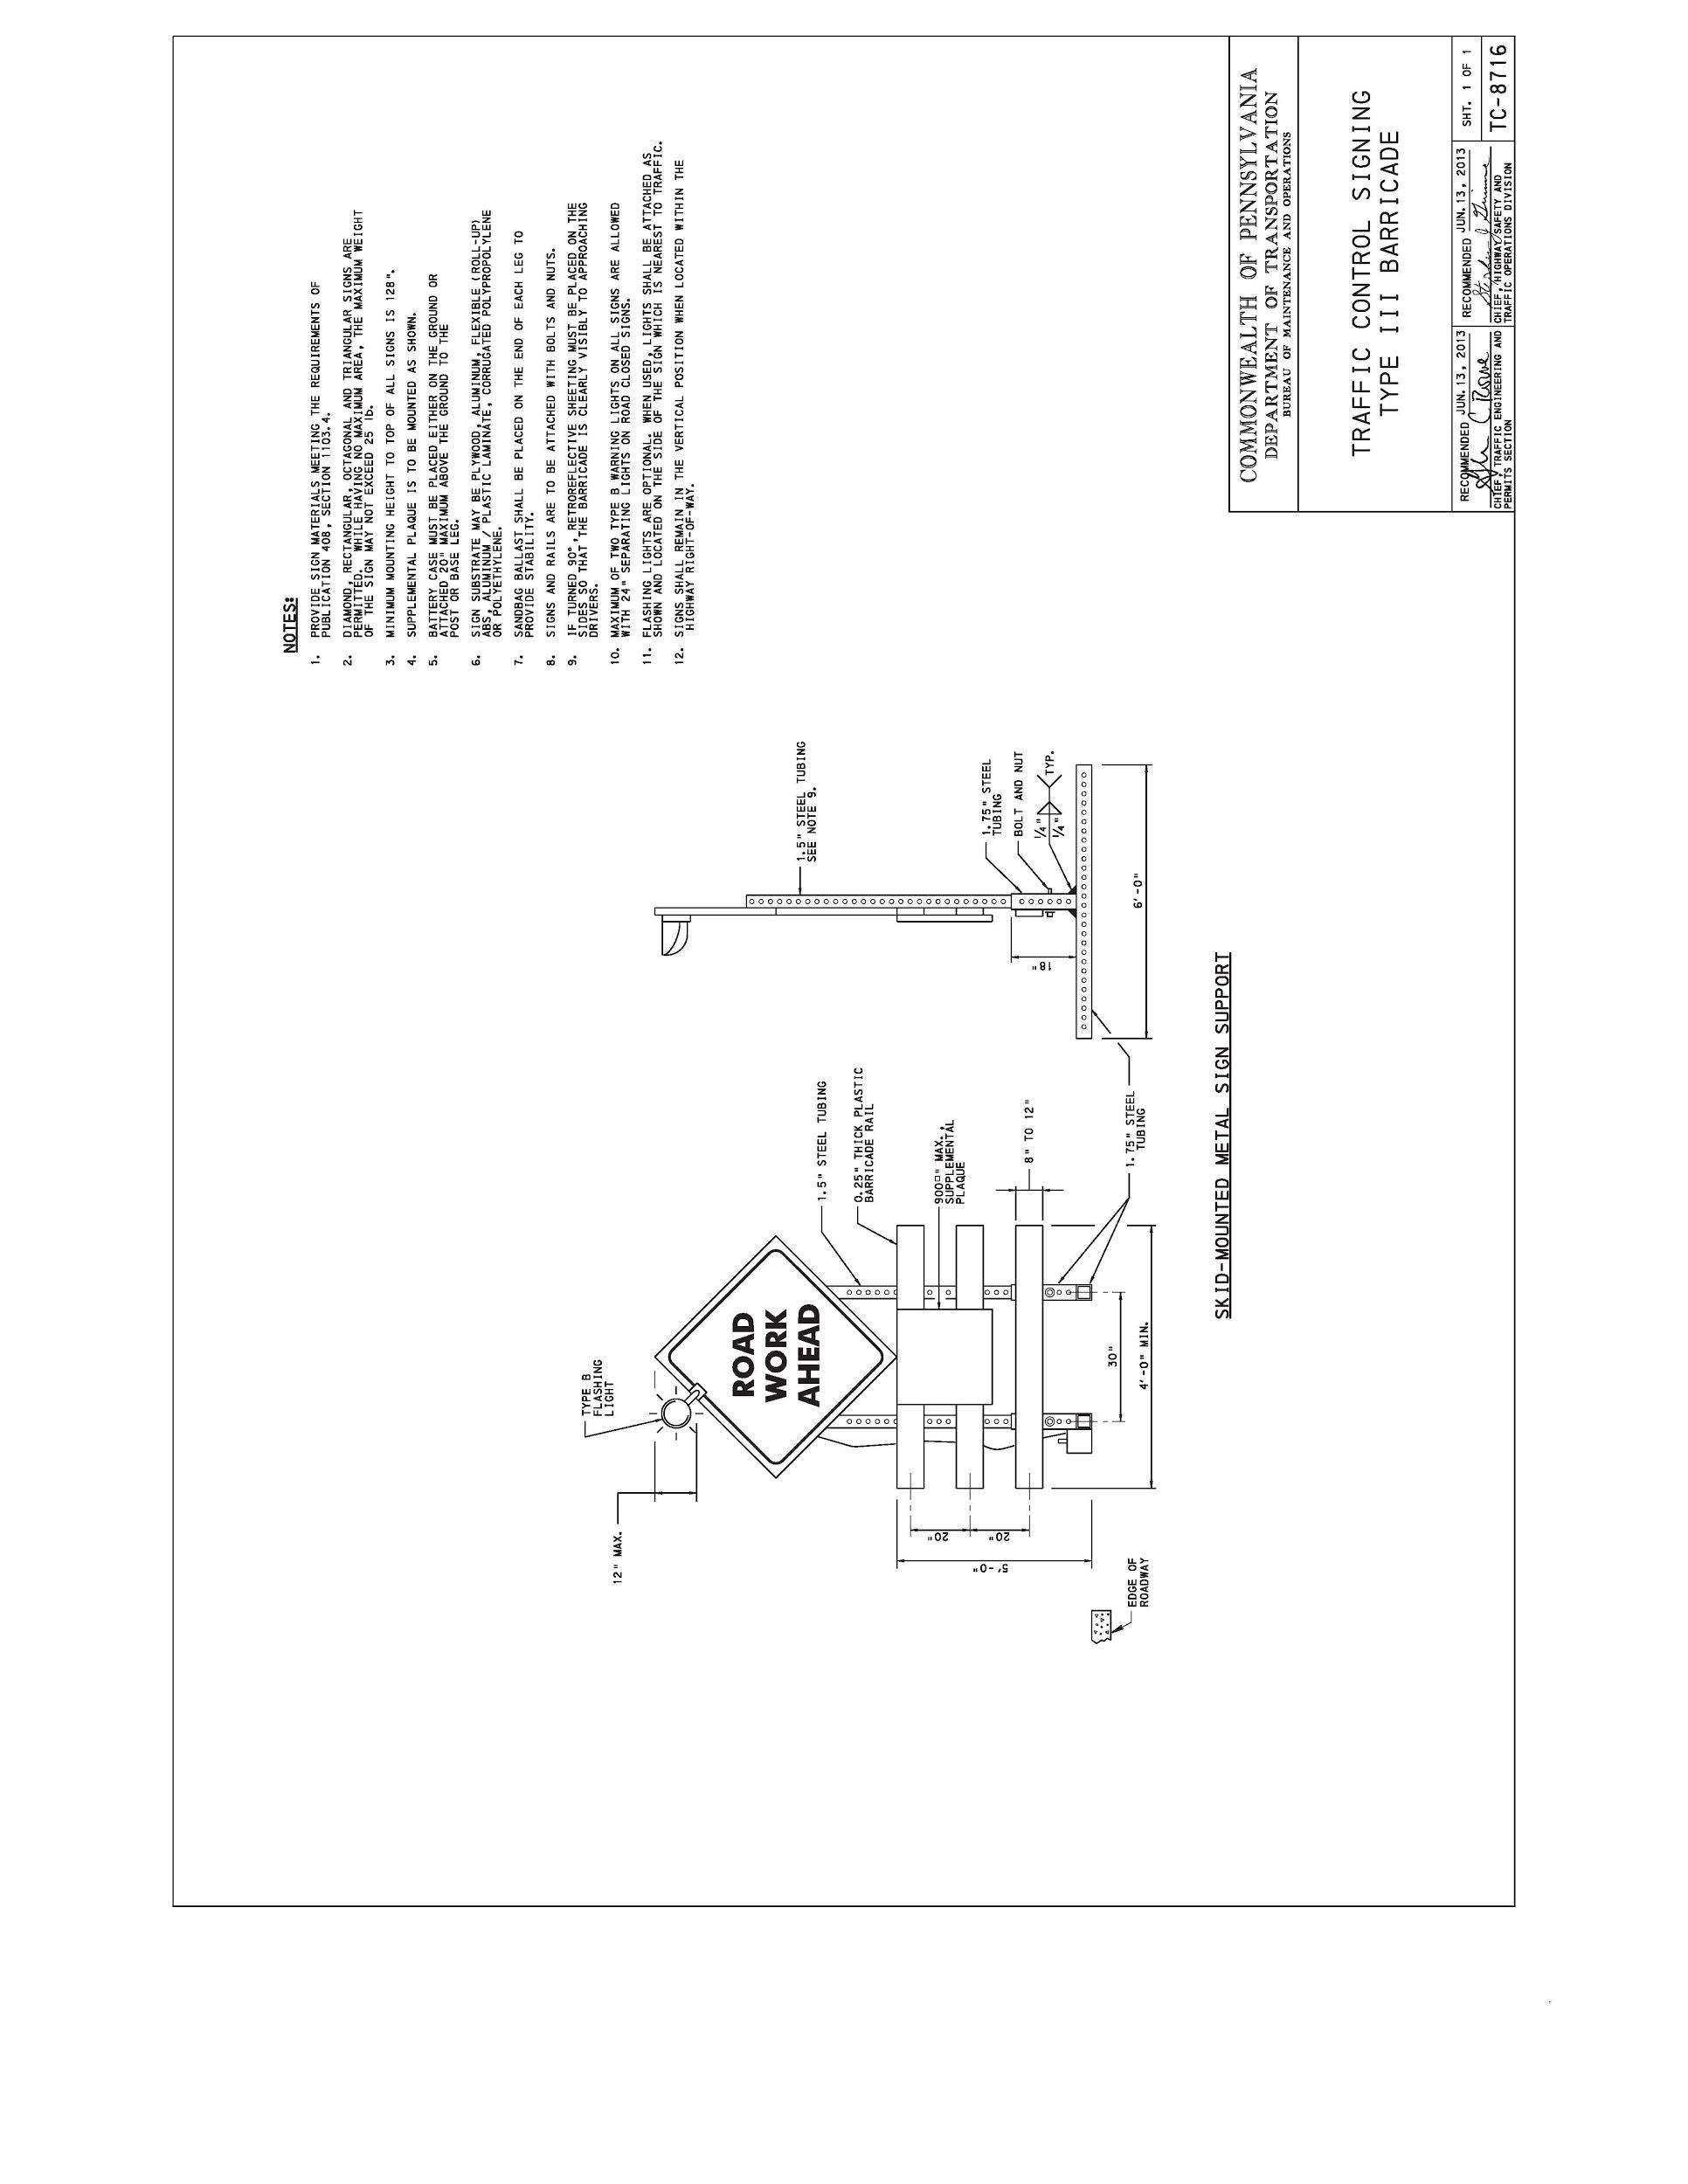 NOTES:
1. PROVIDE SIGN MATERIALS MEETING THE REQUIREMENTS OF
PUBLICATION 408, SECTION 1103.4.
2. DIAMOND, RECTANGULAR, OCTAGONAL AND TRIANGULAR SIGNS ARE
PERMITTED. WHILE HAVING NO MAXIMUM AREA, THE MAXIMUM WEIGHT
OF THE SIGN MAY NOT EXCEED 25 lb.
3. MINIMUM MOUNTING HEIGHT TO TOP OF ALL SIGNS IS 128".
4. SUPPLEMENTAL PLAQUE IS TO BE MOUNTED AS SHOWN.
5. BATTERY CASE MUST BE PLACED EITHER ON THE GROUND OR
ATTACHED 20" MAXIMUM ABOVE THE GROUND TO THE
POST OR BASE LEG.
6. SIGN SUBSTRATE MAY BE PLYWOOD, ALUMINUM, FLEXIBLE (ROLL-UP)
ABS, ALUMINUM / PLASTIC LAMINATE, CORRUGATED POLYPROPOLYLENE
OR POLYETHYLENE.
7. SANDBAG BALLAST SHALL BE PLACED ON THE END OF EACH LEG TO
PROVIDE STABILITY.
8. SIGNS AND RAILS ARE TO BE ATTACHED WITH BOLTS AND NUTS.
9. IF TURNED 90°, RETROREFLECTIVE SHEETING MUST BE PLACED ON THE
SIDES SO THAT THE BARRICADE IS CLEARLY VISIBLY TO APPROACHING
DRIVERS.
10. MAXIMUM OF TWO TYPE B WARNING LIGHTS ON ALL SIGNS ARE ALLOWED
WITH 24" SEPARATING LIGHTS ON ROAD CLOSED SIGNS.
11. FLASHING LIGHTS ARE OPTIONAL. WHEN USED, LIGHTS SHALL BE ATTACHED AS
SHOWN AND LOCATED ON THE SIDE OF THE SIGN WHICH IS NEAREST TO TRAFFIC.
12. SIGNS SHALL REMAIN IN THE VERTICAL POSITION WHEN LOCATED WITHIN THE
HIGHWAY RIGHT-OF-WAY.
12" MAX.
TYPE B
FLASHING
LIGHT
ROAD
WORK
AHEAD
1.5" STEEL TUBING
0.25" THICK PLASTIC
BARRICADE RAIL
900□" MAX.,
SUPPLEMENTAL
PLAQUE
8" TO 12"
1.75" STEEL
TUBING
20"
20"
5'-0"
30"
4'-0" MIN.
EDGE OF
ROADWAY
1.5" STEEL TUBING
SEE NOTE 9.
1.75" STEEL
TUBING
BOLT AND NUT
1/4"
1/4"
TYP.
18"
6'-0"
SKID-MOUNTED METAL SIGN SUPPORT
COMMONWEALTH OF PENNSYLVANIA
DEPARTMENT OF TRANSPORTATION
BUREAU OF MAINTENANCE AND OPERATIONS
TRAFFIC CONTROL SIGNING
TYPE III BARRICADE
RECOMMENDED JUN. 13, 2013
CHIEF, TRAFFIC ENGINEERING AND
PERMITS SECTION
RECOMMENDED JUN. 13, 2013
CHIEF, HIGHWAY SAFETY AND
TRAFFIC OPERATIONS DIVISION
SHT. 1 OF 1
TC-8716